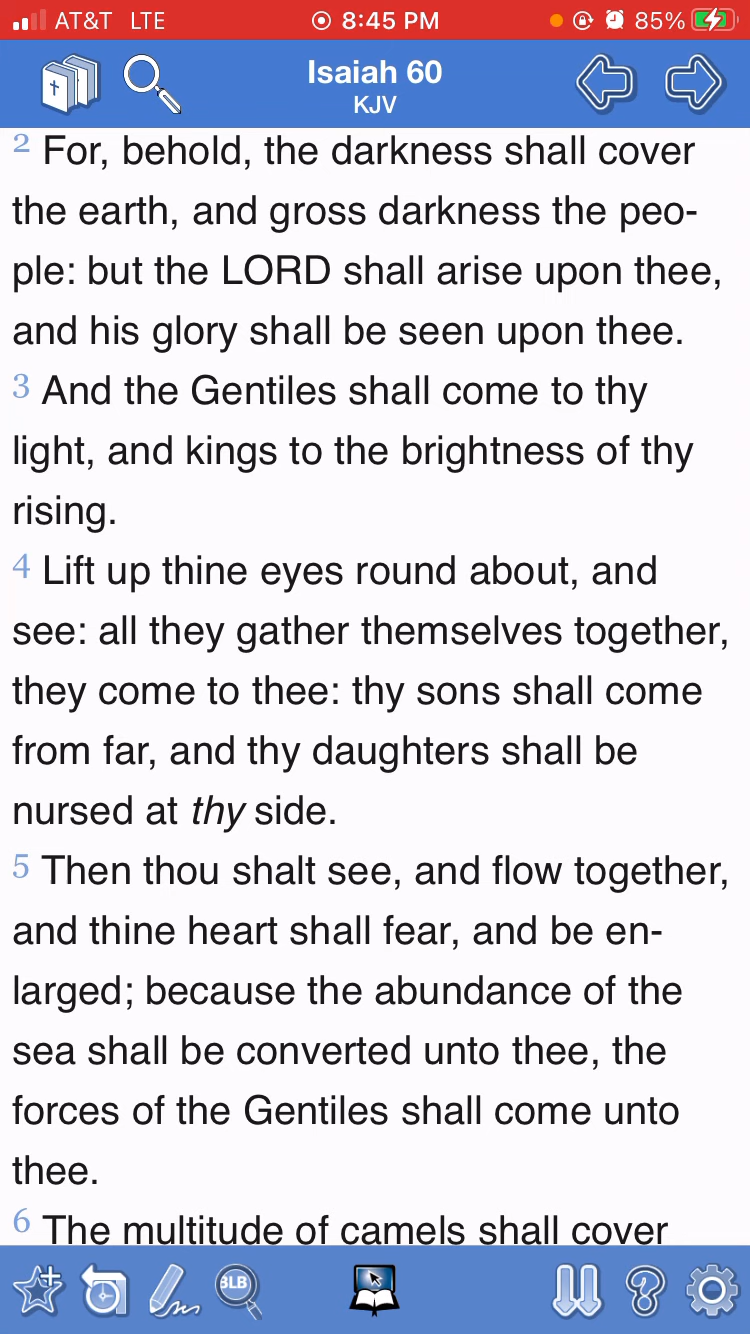 AT&T LTE 8:45 PM 85%
Isaiah 60
KJV
2 For, behold, the darkness shall cover
the earth, and gross darkness the peo-
ple: but the LORD shall arise upon thee,
and his glory shall be seen upon thee.
3 And the Gentiles shall come to thy
light, and kings to the brightness of thy
rising.
4 Lift up thine eyes round about, and
see: all they gather themselves together,
they come to thee: thy sons shall come
from far, and thy daughters shall be
nursed at thy side.
5 Then thou shalt see, and flow together,
and thine heart shall fear, and be en-
larged; because the abundance of the
sea shall be converted unto thee, the
forces of the Gentiles shall come unto
thee.
6 The multitude of camels shall cover
BLB